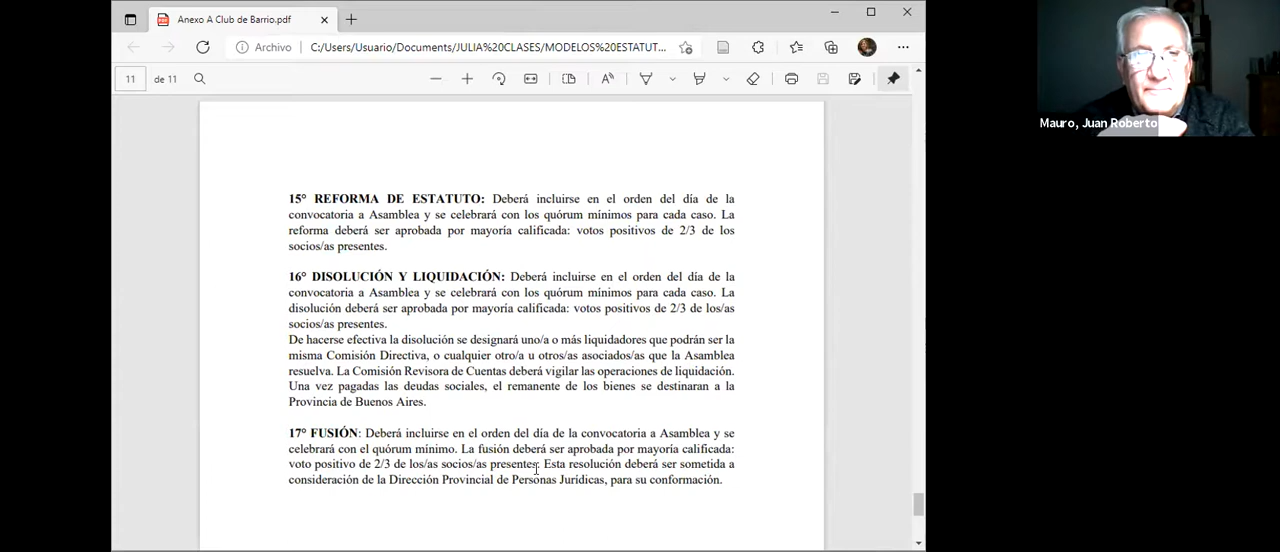 Anexo A Club de Barrio.pdf
Archivo
C:/Users/Usuario/Documents/JULIA%20CLASES/MODELOS%20ESTATUT...
11
de 11
Mauro, Juan Roberto
15° REFORMA DE ESTATUTO: Deberá incluirse en el orden del día de la
convocatoria a Asamblea y se celebrará con los quórum mínimos para cada caso. La
reforma deberá ser aprobada por mayoría calificada: votos positivos de 2/3 de los
socios/as presentes.
16° DISOLUCIÓN Y LIQUIDACIÓN: Deberá incluirse en el orden del día de la
convocatoria a Asamblea y se celebrará con los quórum mínimos para cada caso. La
disolución deberá ser aprobada por mayoría calificada: votos positivos de 2/3 de los/as
socios/as presentes.
De hacerse efectiva la disolución se designará uno/a o más liquidadores que podrán ser la
misma Comisión Directiva, o cualquier otro/a u otros/as asociados/as que la Asamblea
resuelva. La Comisión Revisora de Cuentas deberá vigilar las operaciones de liquidación.
Una vez pagadas las deudas sociales, el remanente de los bienes se destinaran a la
Provincia de Buenos Aires.
17° FUSIÓN: Deberá incluirse en el orden del día de la convocatoria a Asamblea y se
celebrará con el quórum mínimo. La fusión deberá ser aprobada por mayoría calificada:
voto positivo de 2/3 de los/as socios/as presentes. Esta resolución deberá ser sometida a
consideración de la Dirección Provincial de Personas Jurídicas, para su conformación.